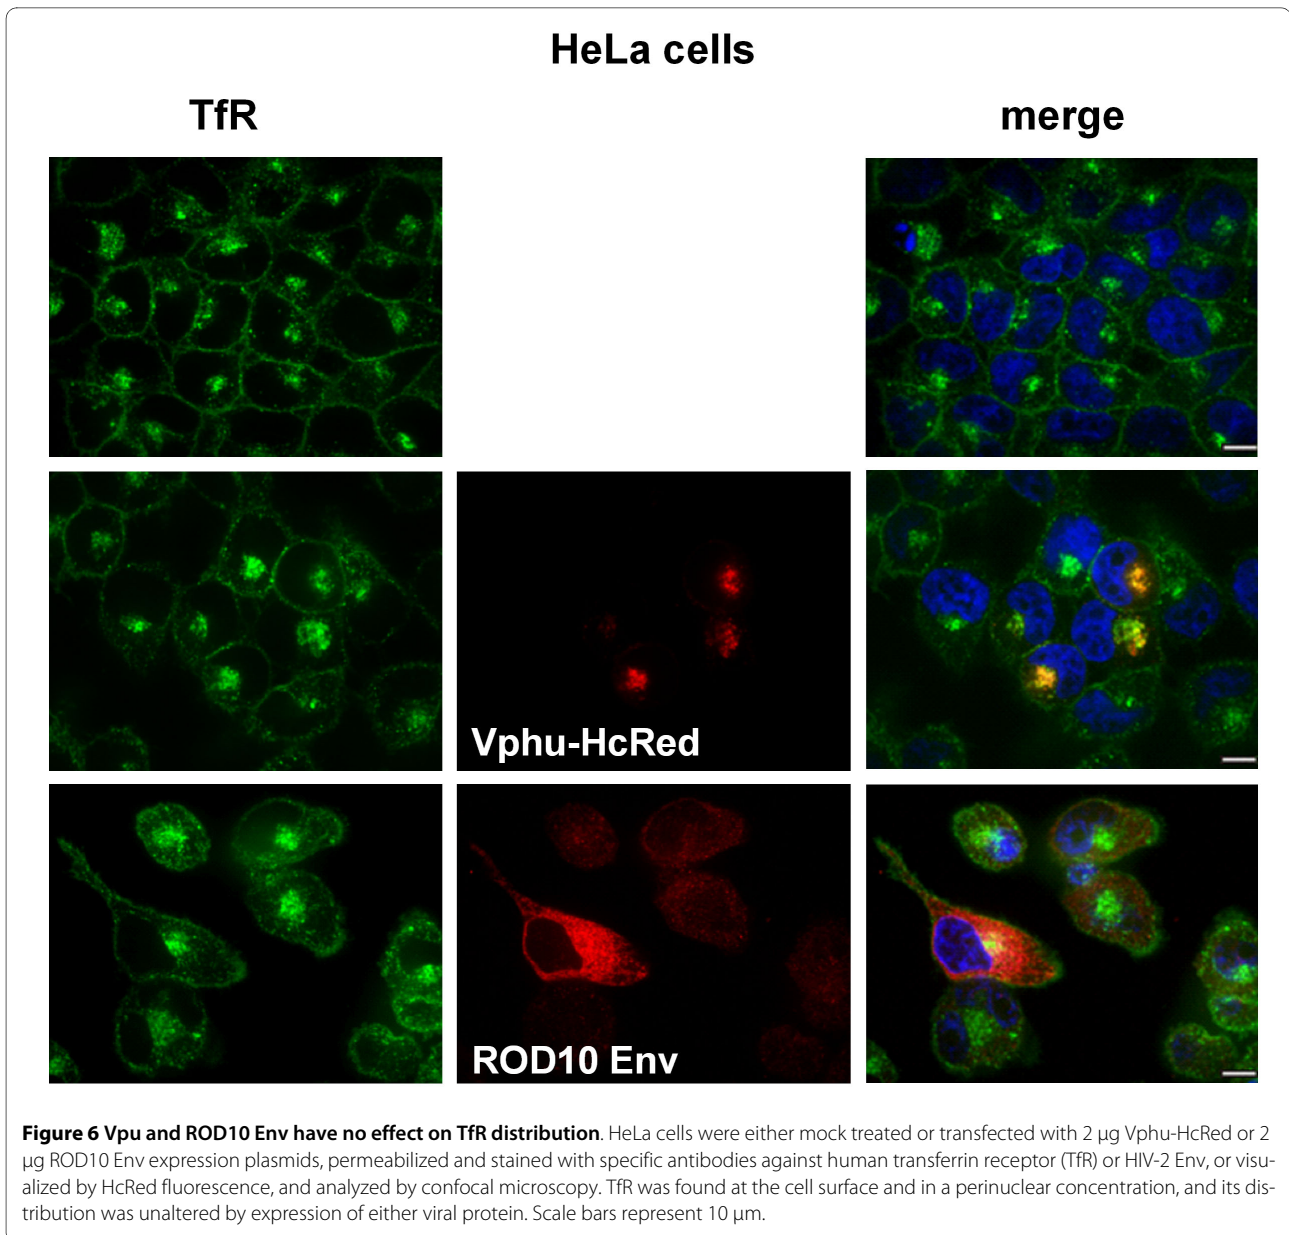 HeLa cells
TfR
merge
Vphu-HcRed
ROD10 Env
Figure 6 Vpu and ROD10 Env have no effect on TfR distribution. HeLa cells were either mock treated or transfected with 2 μg Vphu-HcRed or 2
μg ROD10 Env expression plasmids, permeabilized and stained with specific antibodies against human transferrin receptor (TfR) or HIV-2 Env, or visu-
alized by HcRed fluorescence, and analyzed by confocal microscopy. TfR was found at the cell surface and in a perinuclear concentration, and its dis-
tribution was unaltered by expression of either viral protein. Scale bars represent 10 μm.